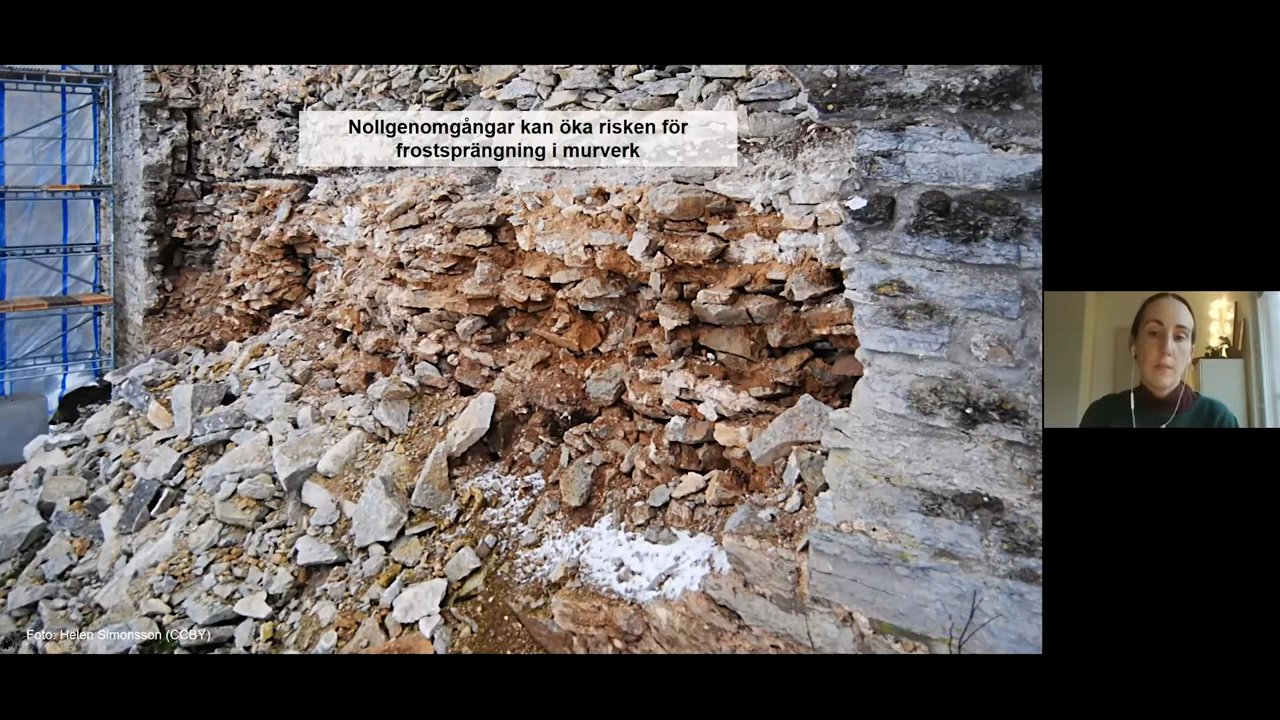 Nollgenomgångar kan öka risken för
frostsprängning i murverk
Foto: Helen Simonsson (CCBY)